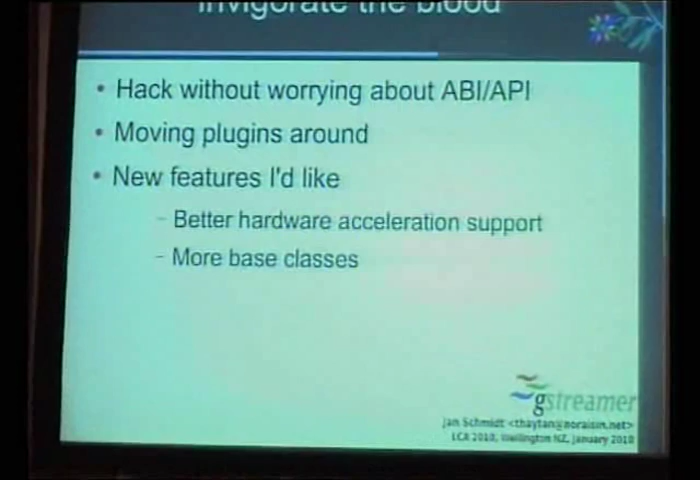 Invigorate the blood
• Hack without worrying about ABI/API
• Moving plugins around
• New features I'd like
– Better hardware acceleration support
– More base classes
gstreamer
Jan Schmidt <thaytan@noraisin.net>
LCA 2010, Wellington NZ, January 2010